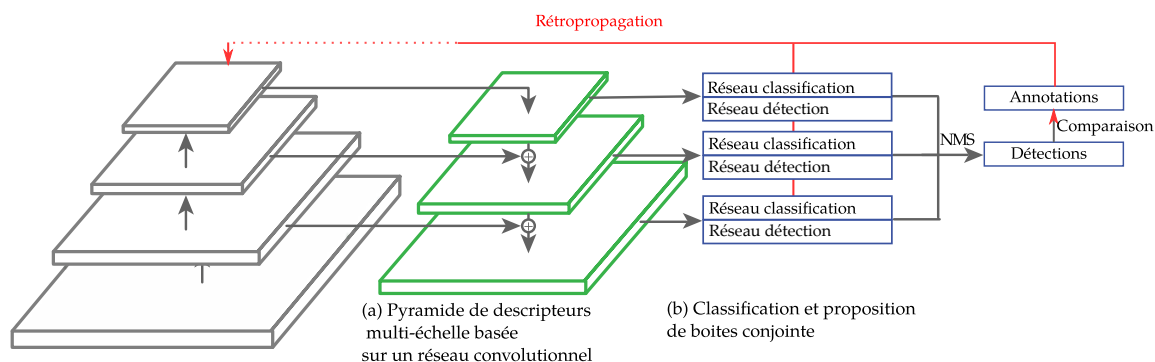 Rétropropagation
Réseau classification
Réseau détection
Réseau classification
Réseau détection
Réseau classification
Réseau détection
NMS
Annotations
Comparaison
Détections
(a) Pyramide de descripteurs
multi-échelle basée
sur un réseau convolutionnel
(b) Classification et proposition
de boites conjointe